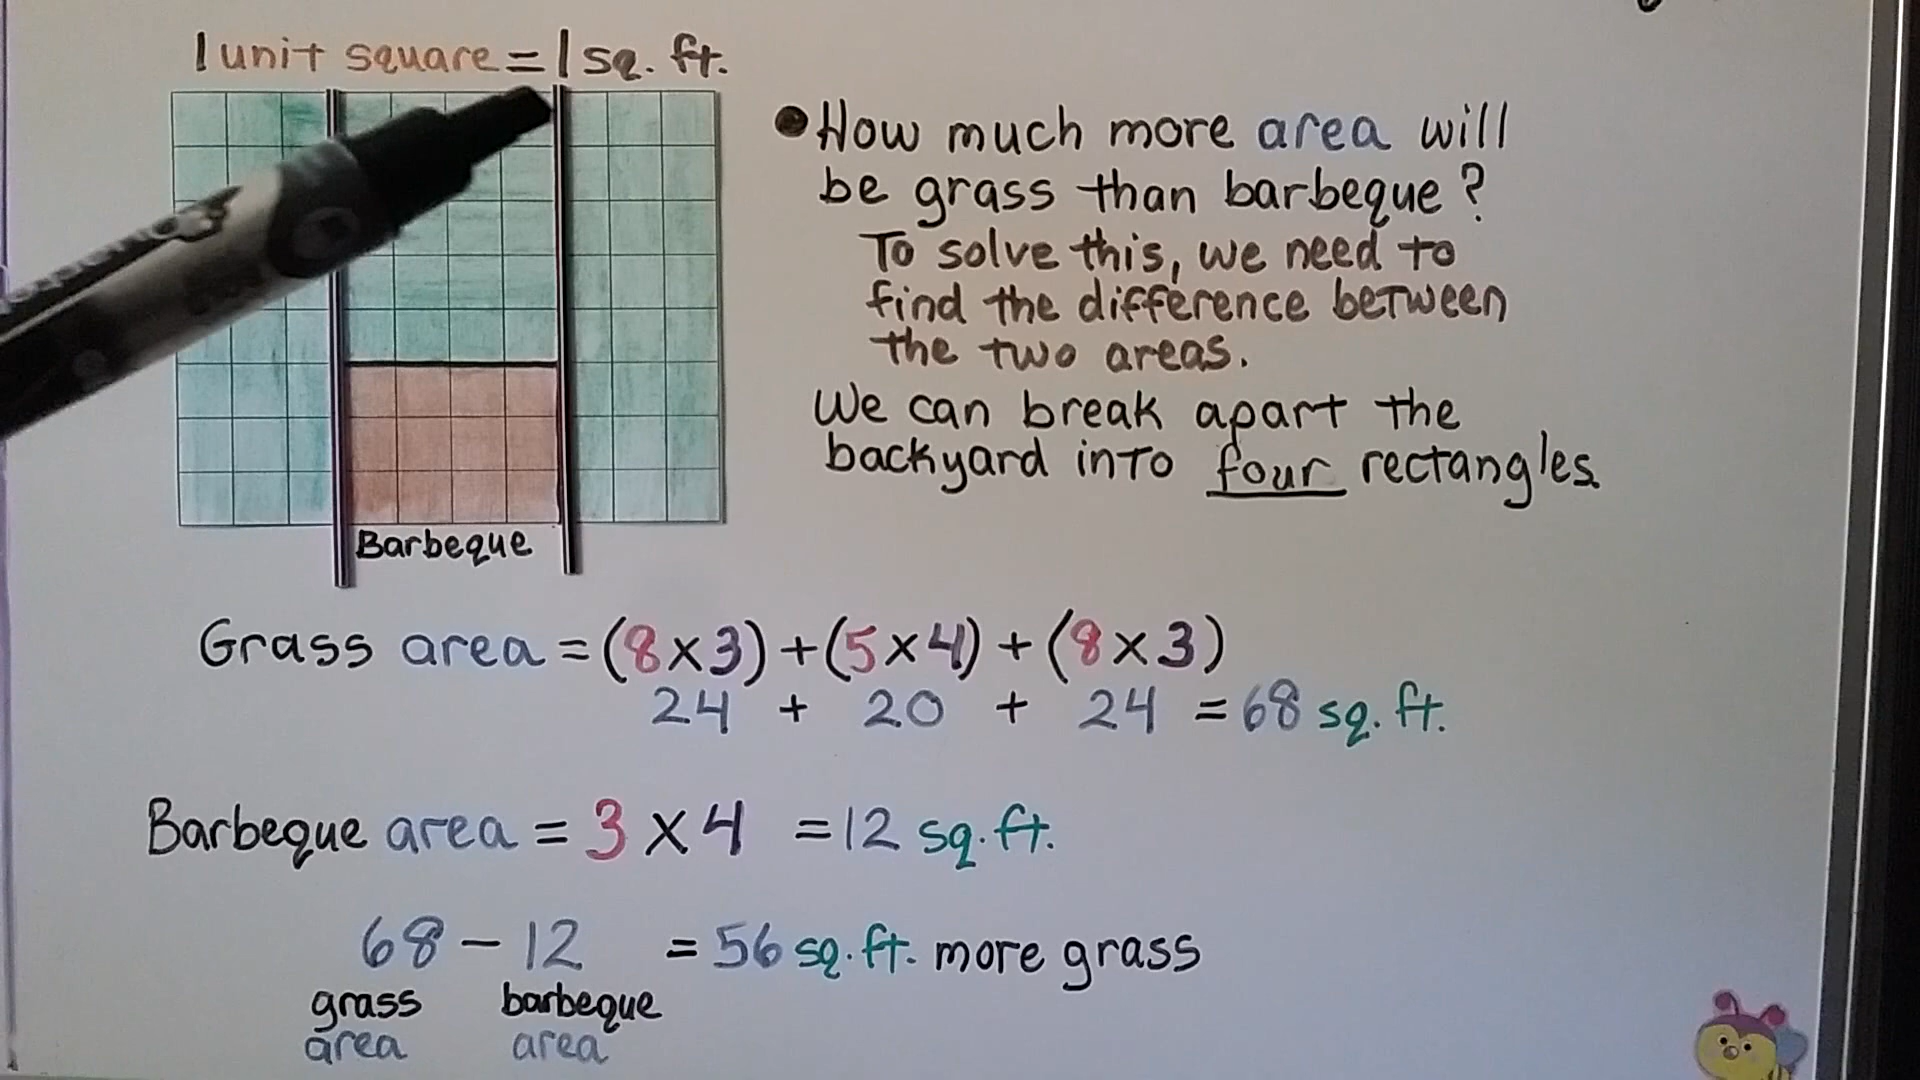 1 unit square = 1 sq. ft.
Barbeque
• How much more area will
be grass than barbeque?
To solve this, we need to
find the difference between
the two areas.
We can break apart the
backyard into four rectangles.
Grass area = (8 x 3) + (5 x 4) + (8 x 3)
24 + 20 + 24 = 68 sq. ft.
Barbeque area = 3 x 4 = 12 sq. ft.
68 - 12 = 56 sq. ft. more grass
grass barbeque
area area